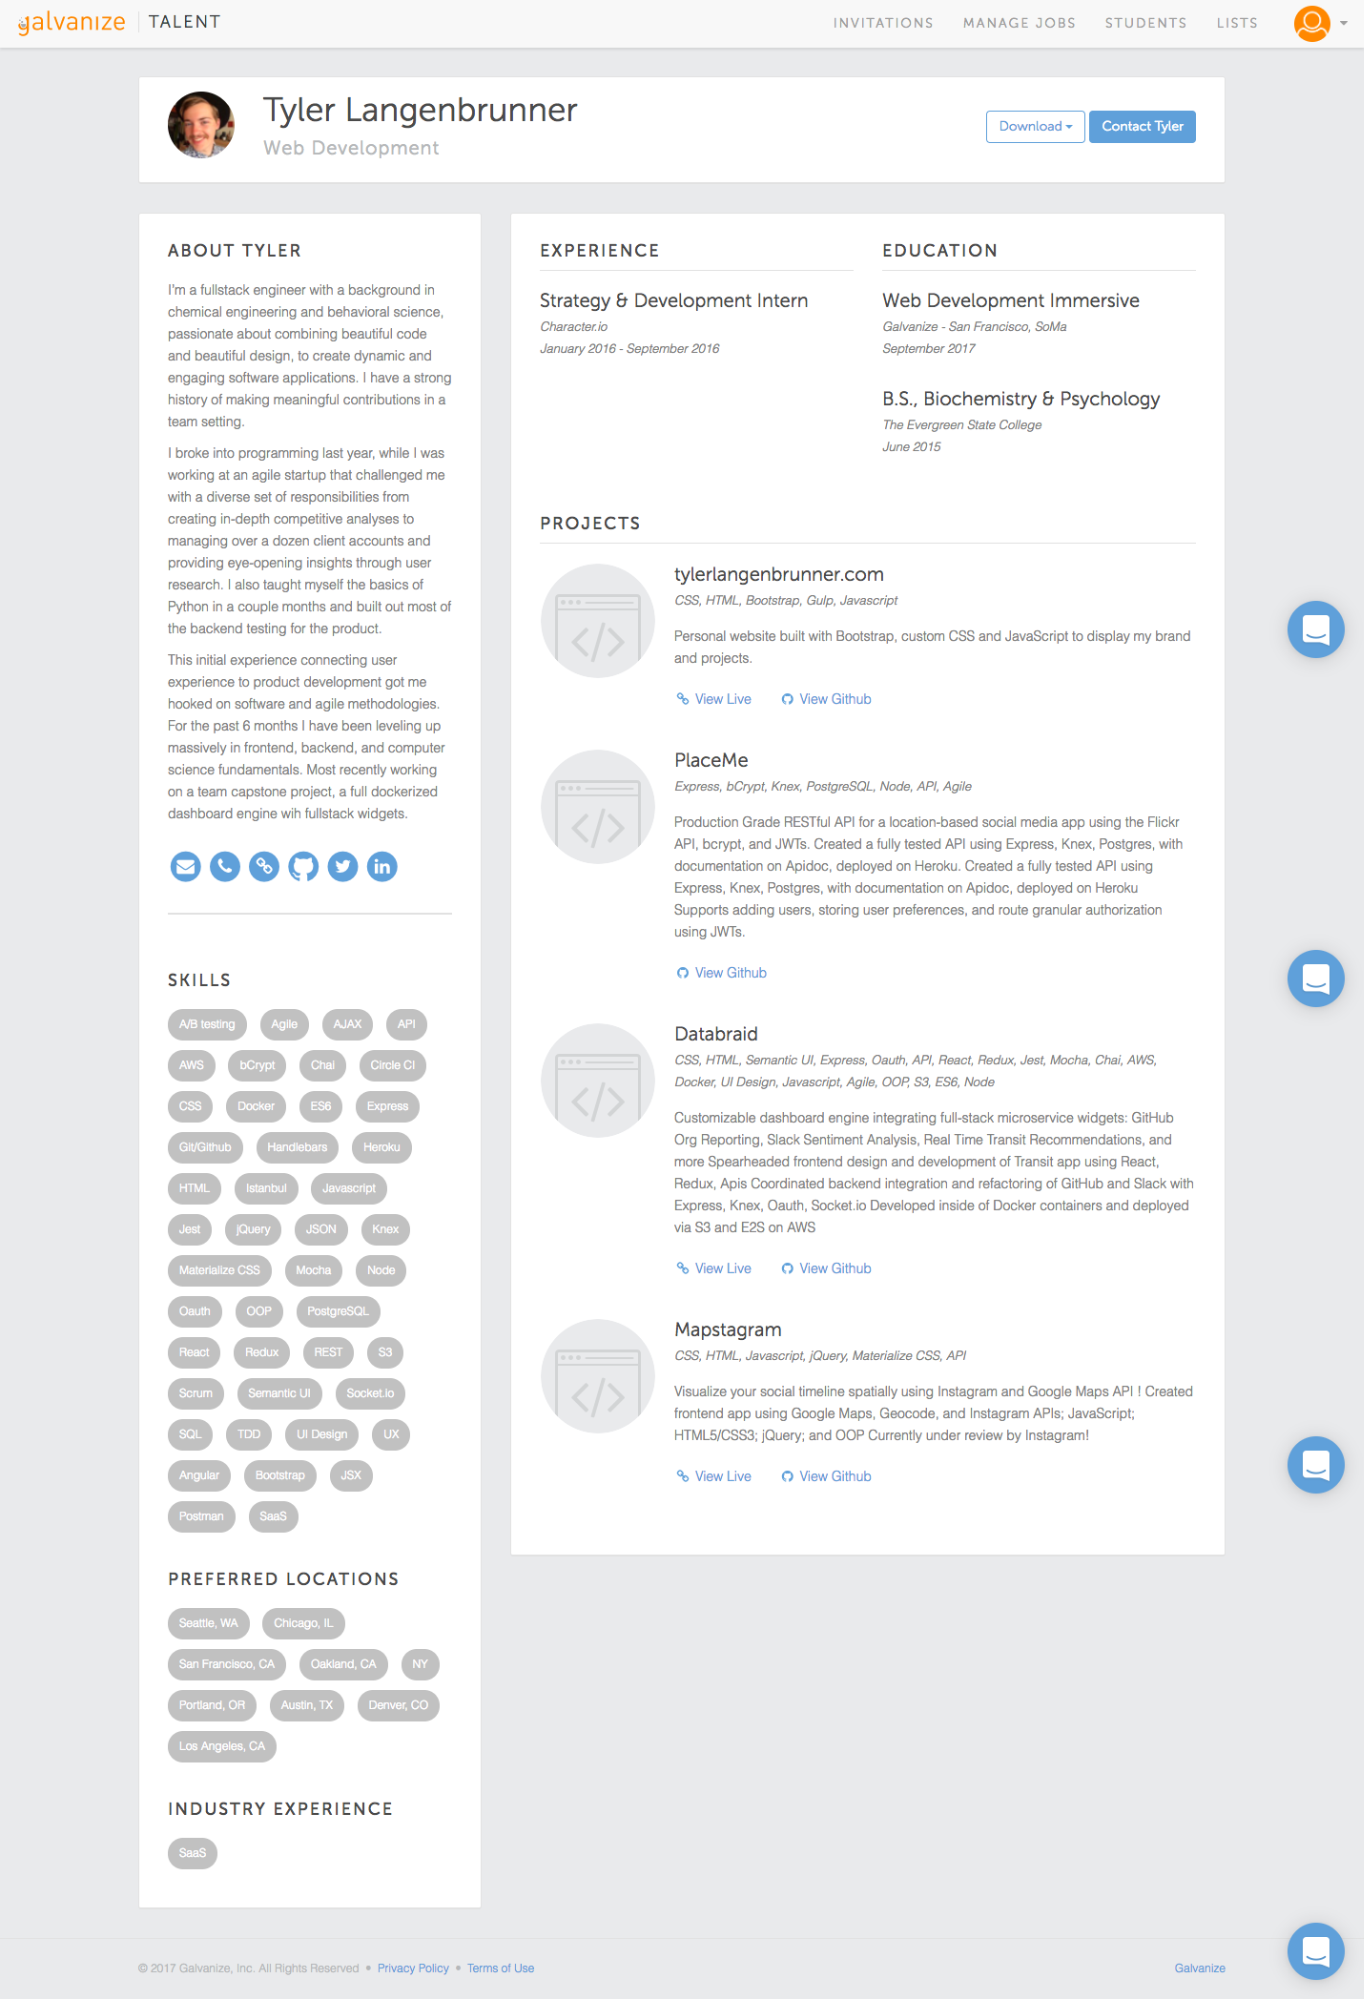 galvanize TALENT
INVITATIONS MANAGE JOBS STUDENTS LISTS
Tyler Langenbrunner
Web Development
Download
Contact Tyler
ABOUT TYLER
I'm a fullstack engineer with a background in
chemical engineering and behavioral science,
passionate about combining beautiful code
and beautiful design, to create dynamic and
engaging software applications. I have a strong
history of making meaningful contributions in a
team setting.
I broke into programming last year, while I was
working at an agile startup that challenged me
with a diverse set of responsibilities from
creating in-depth competitive analyses to
managing over a dozen client accounts and
providing eye-opening insights through user
research. I also taught myself the basics of
Python in a couple months and built out most of
the backend testing for the product.
This initial experience connecting user
experience to product development got me
hooked on software and agile methodologies.
For the past 6 months I have been leveling up
massively in frontend, backend, and computer
science fundamentals. Most recently working
on a team capstone project, a full dockerized
dashboard engine wih fullstack widgets.
in
SKILLS
A/B testing Agile AJAX API
AWS bCrypt Chai Circle CI
CSS Docker ES6 Express
Git/Github Handlebars Heroku
HTML Istanbul Javascript
Jest jQuery JSON Knex
Materialize CSS Mocha Node
Oauth OOP PostgreSQL
React Redux REST S3
Scrum Semantic UI Socket.io
SQL TDD UI Design UX
Angular Bootstrap JSX
Postman SaaS
PREFERRED LOCATIONS
Seattle, WA Chicago, IL
San Francisco, CA Oakland, CA NY
Portland, OR Austin, TX Denver, CO
Los Angeles, CA
INDUSTRY EXPERIENCE
SaaS
EXPERIENCE
Strategy & Development Intern
Character.io
January 2016 - September 2016
EDUCATION
Web Development Immersive
Galvanize - San Francisco, SoMa
September 2017
B.S., Biochemistry & Psychology
The Evergreen State College
June 2015
PROJECTS
tylerlangenbrunner.com
CSS, HTML, Bootstrap, Gulp, Javascript
Personal website built with Bootstrap, custom CSS and JavaScript to display my brand
and projects.
View Live View Github
PlaceMe
Express, bCrypt, Knex, PostgreSQL, Node, API, Agile
Production Grade RESTful API for a location-based social media app using the Flickr
API, bcrypt, and JWTs. Created a fully tested API using Express, Knex, Postgres, with
documentation on Apidoc, deployed on Heroku. Created a fully tested API using
Express, Knex, Postgres, with documentation on Apidoc, deployed on Heroku
Supports adding users, storing user preferences, and route granular authorization
using JWTs.
View Github
Databraid
CSS, HTML, Semantic UI, Express, Oauth, API, React, Redux, Jest, Mocha, Chai, AWS,
Docker, UI Design, Javascript, Agile, OOP, S3, ES6, Node
Customizable dashboard engine integrating full-stack microservice widgets: GitHub
Org Reporting, Slack Sentiment Analysis, Real Time Transit Recommendations, and
more Spearheaded frontend design and development of Transit app using React,
Redux, Apis Coordinated backend integration and refactoring of GitHub and Slack with
Express, Knex, Oauth, Socket.io Developed inside of Docker containers and deployed
via S3 and E2S on AWS
View Live View Github
Mapstagram
CSS, HTML, Javascript, jQuery, Materialize CSS, API
Visualize your social timeline spatially using Instagram and Google Maps API ! Created
frontend app using Google Maps, Geocode, and Instagram APIs; JavaScript;
HTML5/CSS3; jQuery; and OOP Currently under review by Instagram!
View Live View Github
© 2017 Galvanize, Inc. All Rights Reserved • Privacy Policy • Terms of Use
Galvanize